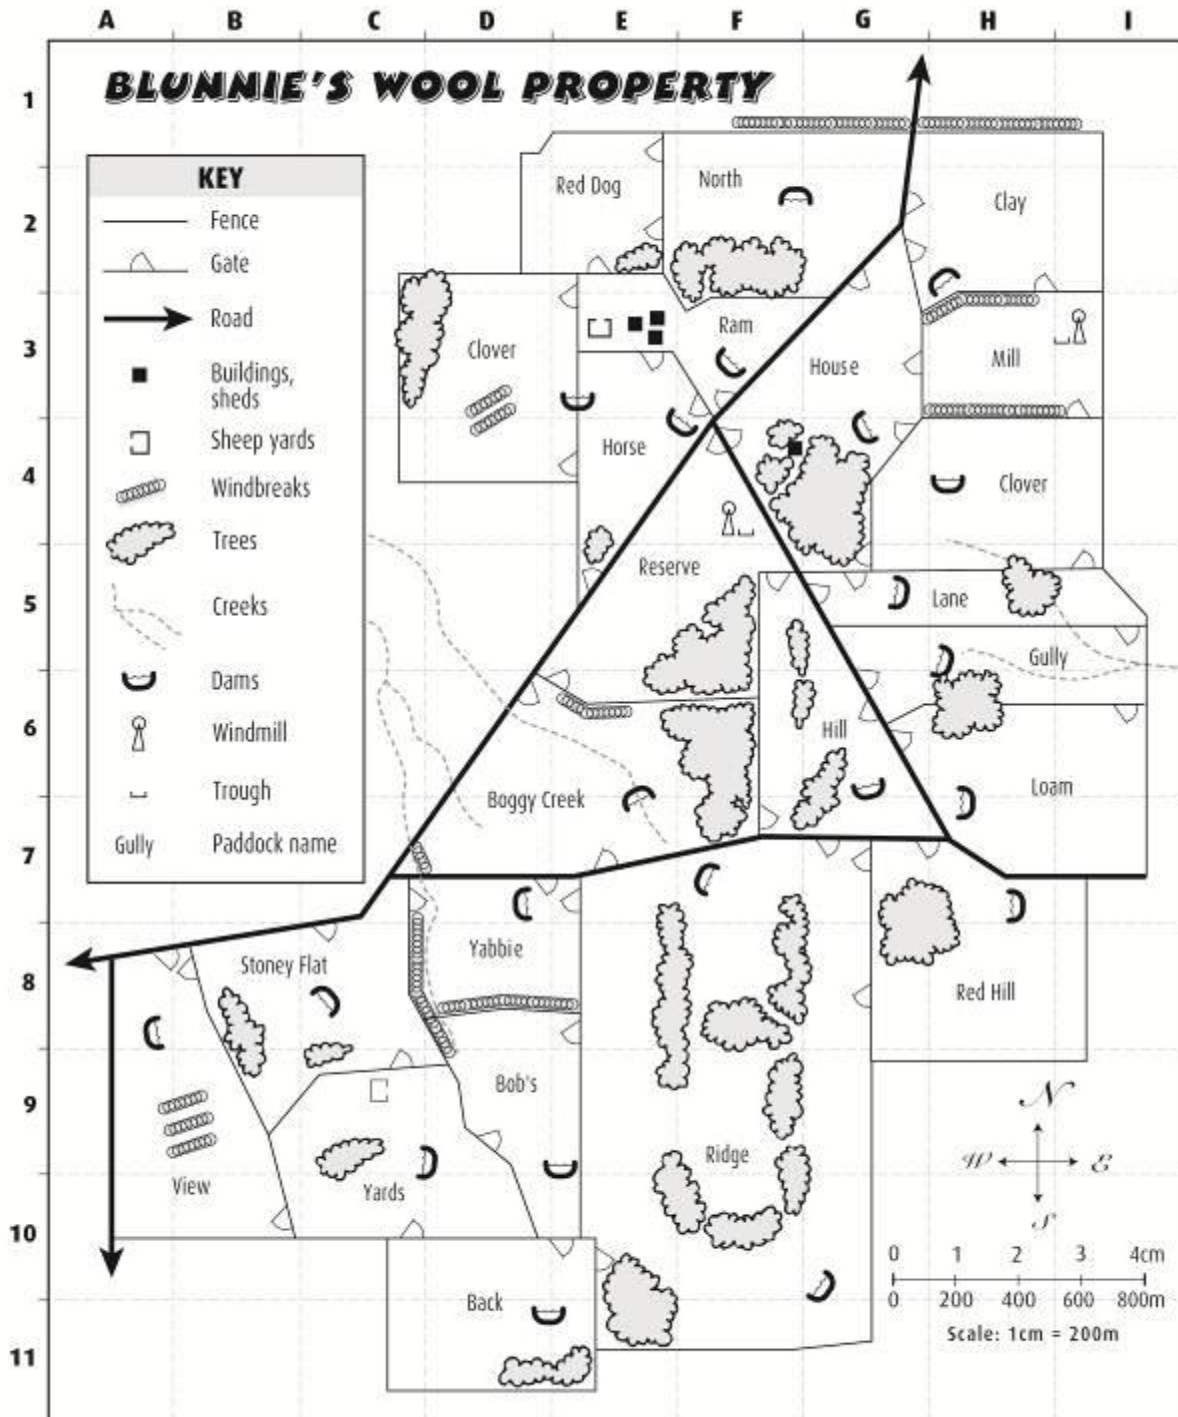 A B C D E F G H I
BLUNNIE'S WOOL PROPERTY
1
2
3
4
5
6
7
8
9
10
11
KEY
Fence
Gate
Road
Buildings,
sheds
Sheep yards
Windbreaks
Trees
Creeks
Dams
Windmill
Trough
Gully Paddock name
Red Dog
North
Clay
Clover
Ram
House
Mill
Horse
Clover
Reserve
Lane
Gully
Hill
Boggy Creek
Loam
Yabbie
Stoney Flat
Red Hill
Bob's
Ridge
View
Yards
Back
N
W E
S
0 1 2 3 4cm
0 200 400 600 800m
Scale: 1cm = 200m